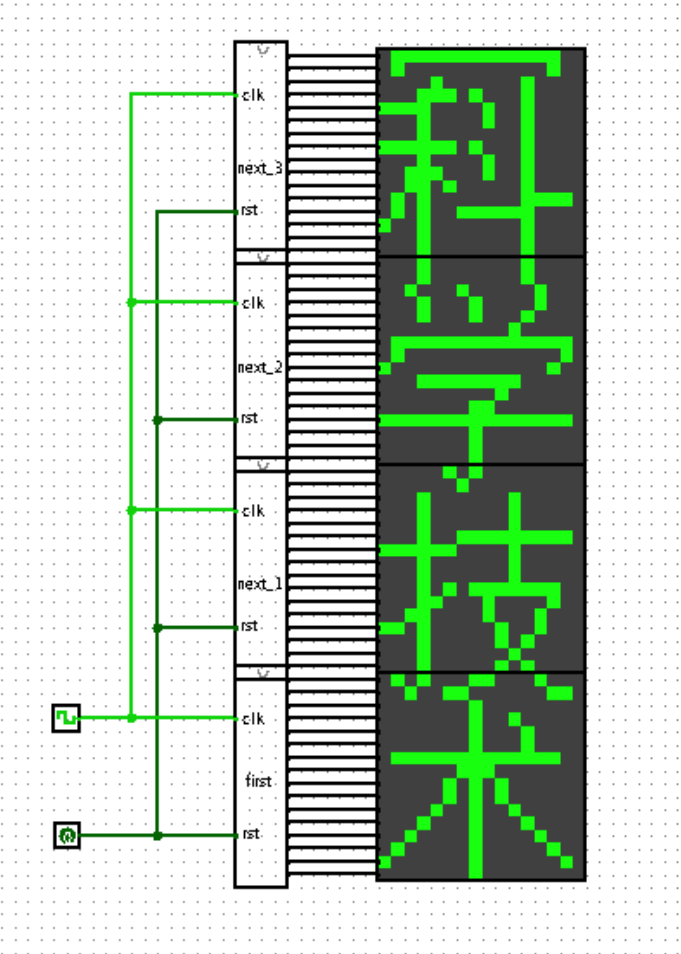 clk
next_3
rst
clk
next_2
rst
clk
next_1
rst
clk
first
rst
科
学
技
术